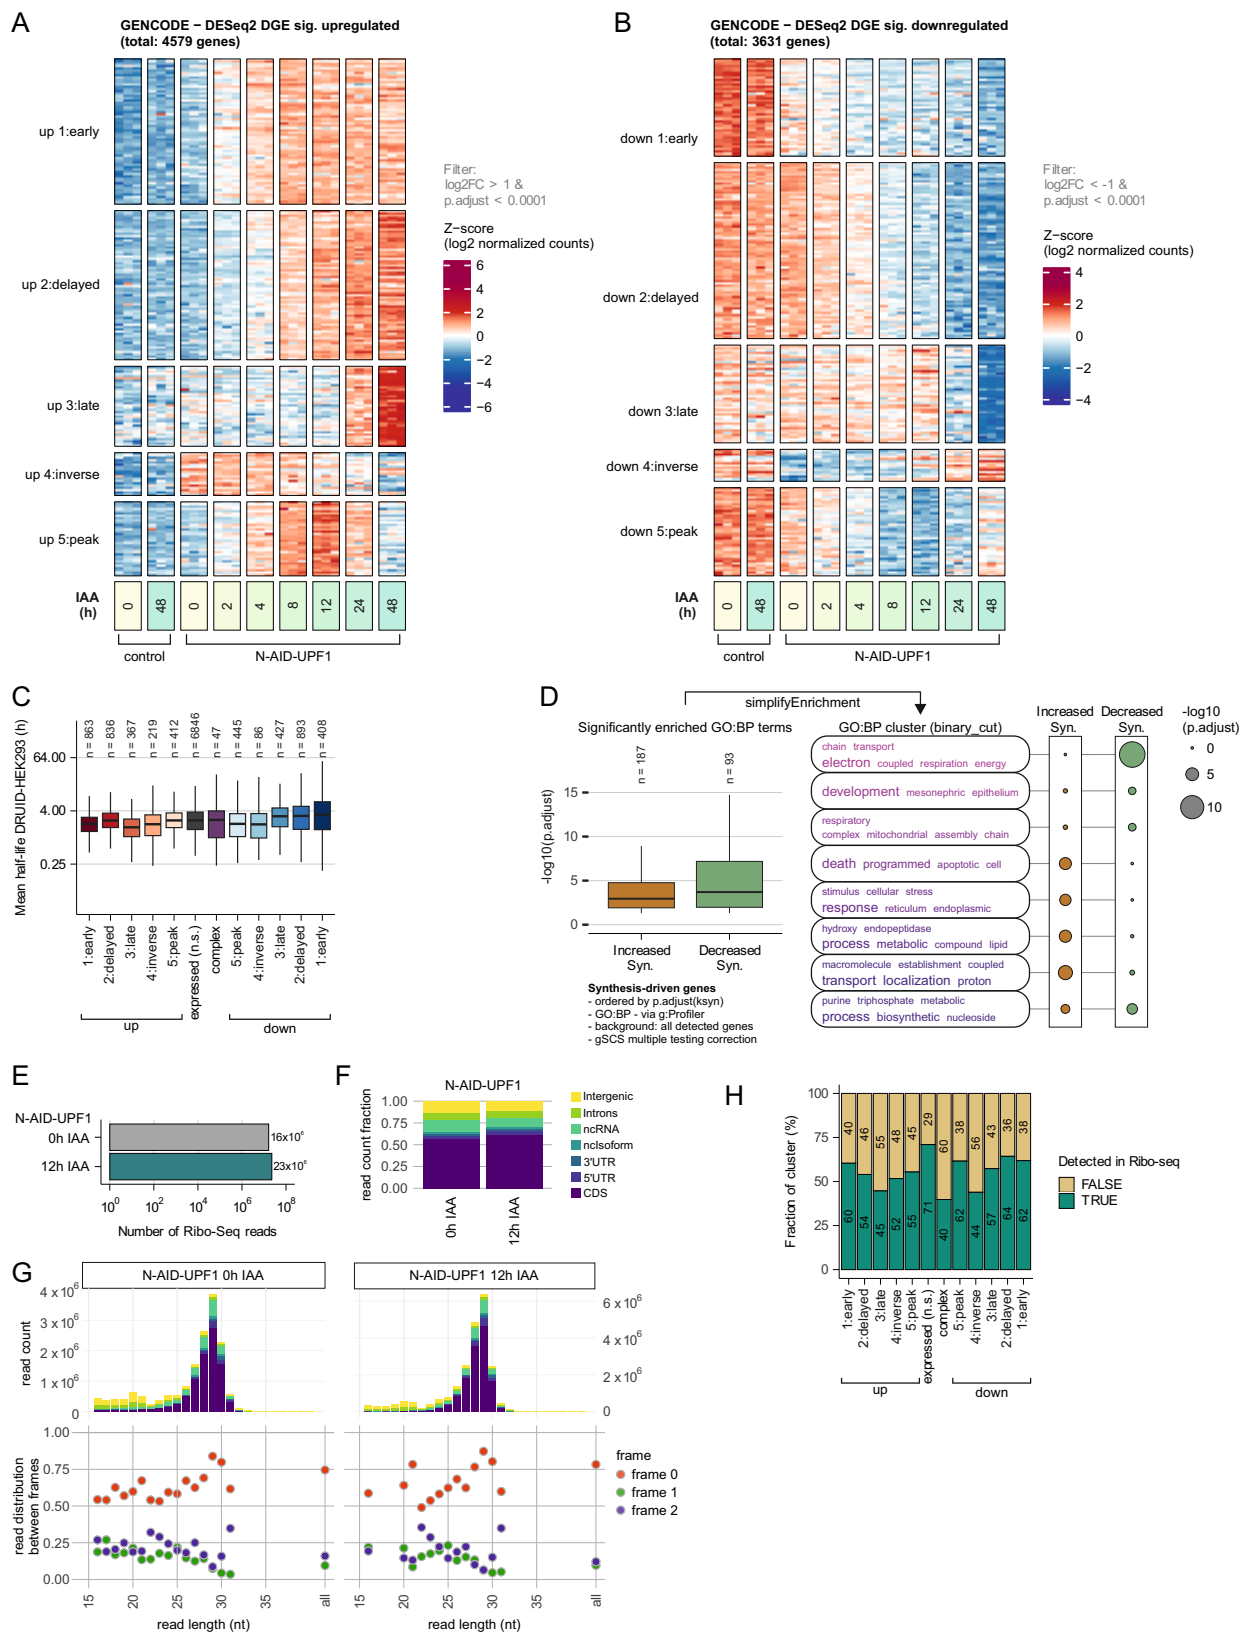 A
GENCODE − DESeq2 DGE sig. upregulated
(total: 4579 genes)
up 1:early
up 2:delayed
up 3:late
up 4:inverse
up 5:peak
Filter:
log2FC > 1 &
p.adjust < 0.0001
Z−score
(log2 normalized counts)
6
4
2
0
−2
−4
−6
IAA
(h)
0
48
0
2
4
8
12
24
48
control
N-AID-UPF1
B
GENCODE − DESeq2 DGE sig. downregulated
(total: 3631 genes)
down 1:early
down 2:delayed
down 3:late
down 4:inverse
down 5:peak
Filter:
log2FC < -1 &
p.adjust < 0.0001
Z−score
(log2 normalized counts)
4
2
0
−2
−4
IAA
(h)
0
48
0
2
4
8
12
24
48
control
N-AID-UPF1
C
Mean half-life DRUID-HEK293 (h)
64.00
4.00
0.25
n = 863
n = 836
n = 367
n = 219
n = 412
n = 6846
n = 47
n = 445
n = 86
n = 427
n = 893
n = 408
1:early
2:delayed
3:late
4:inverse
5:peak
expressed (n.s.)
complex
5:peak
4:inverse
3:late
2:delayed
1:early
up
down
D
simplifyEnrichment
Significantly enriched GO:BP terms
-log10(p.adjust)
15
10
5
0
n = 187
n = 93
Increased
Syn.
Decreased
Syn.
Synthesis-driven genes
- ordered by p.adjust(ksyn)
- GO:BP - via g:Profiler
- background: all detected genes
- gSCS multiple testing correction
GO:BP cluster (binary_cut)
chain transport
electron coupled respiration energy
development mesonephric epithelium
respiratory
complex mitochondrial assembly chain
death programmed apoptotic cell
stimulus cellular stress
response reticulum endoplasmic
hydroxy endopeptidase
process metabolic compound lipid
macromolecule establishment coupled
transport localization proton
purine triphosphate metabolic
process biosynthetic nucleoside
Increased
Syn.
Decreased
Syn.
-log10
(p.adjust)
0
5
10
E
N-AID-UPF1
0h IAA
12h IAA
16x10⁶
23x10⁶
10⁰
10²
10⁴
10⁶
10⁸
Number of Ribo-Seq reads
F
N-AID-UPF1
read count fraction
1.00
0.75
0.50
0.25
0.00
0h IAA
12h IAA
Intergenic
Introns
ncRNA
ncIsoform
3'UTR
5'UTR
CDS
G
N-AID-UPF1 0h IAA
N-AID-UPF1 12h IAA
read count
4 x 10⁶
3 x 10⁶
2 x 10⁶
1 x 10⁶
0
6 x 10⁶
4 x 10⁶
2 x 10⁶
0
read distribution
between frames
1.00
0.75
0.50
0.25
0.00
15
20
25
30
35
all
15
20
25
30
35
all
read length (nt)
read length (nt)
frame
frame 0
frame 1
frame 2
H
Fraction of cluster (%)
100
75
50
25
0
40
46
55
48
45
29
60
38
56
43
36
38
60
54
45
52
55
71
40
62
44
57
64
62
1:early
2:delayed
3:late
4:inverse
5:peak
expressed (n.s.)
complex
5:peak
4:inverse
3:late
2:delayed
1:early
up
down
Detected in Ribo-seq
FALSE
TRUE